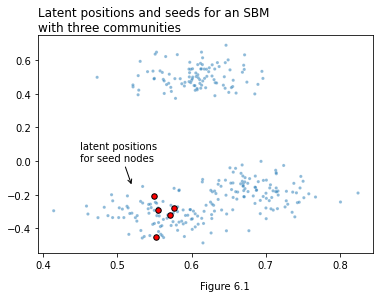 Latent positions and seeds for an SBM
with three communities
0.6
0.4
0.2
0.0
−0.2
−0.4
latent positions
for seed nodes
0.4 0.5 0.6 0.7 0.8
Figure 6.1